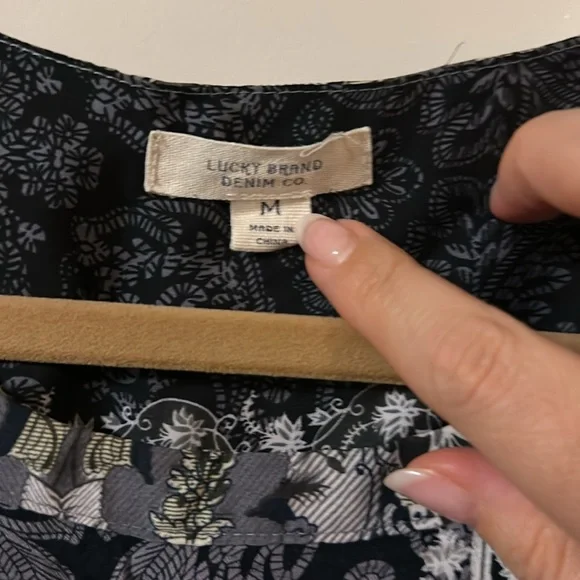 LUCKY BRAND
DENIM CO.
M
MADE IN
CHINA